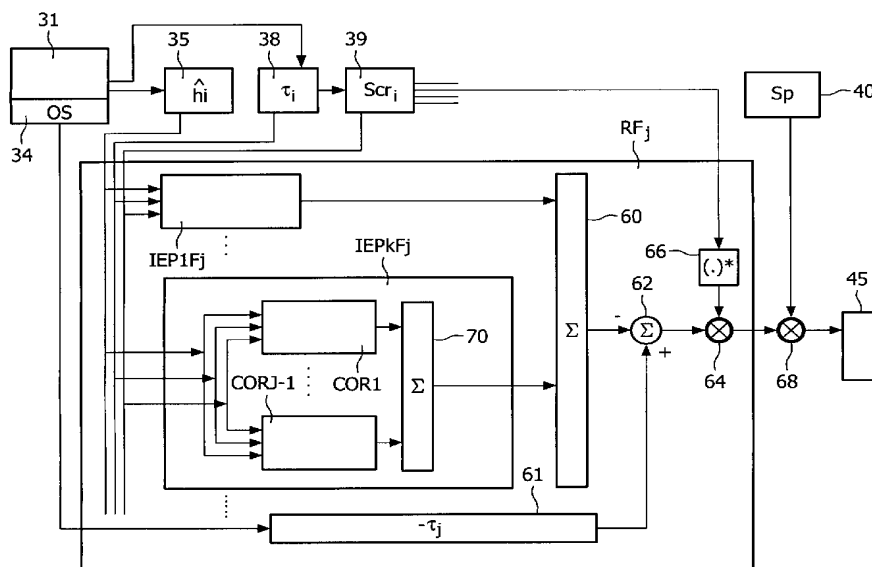 31
35
38
39
ĥi
τi
Scri
OS
34
Sp
40
RFj
60
IEP1Fj
66
(.)*
IEPkFj
62
45
70
Σ
-
Σ
+
64
68
COR1
CORJ-1
Σ
61
-τj